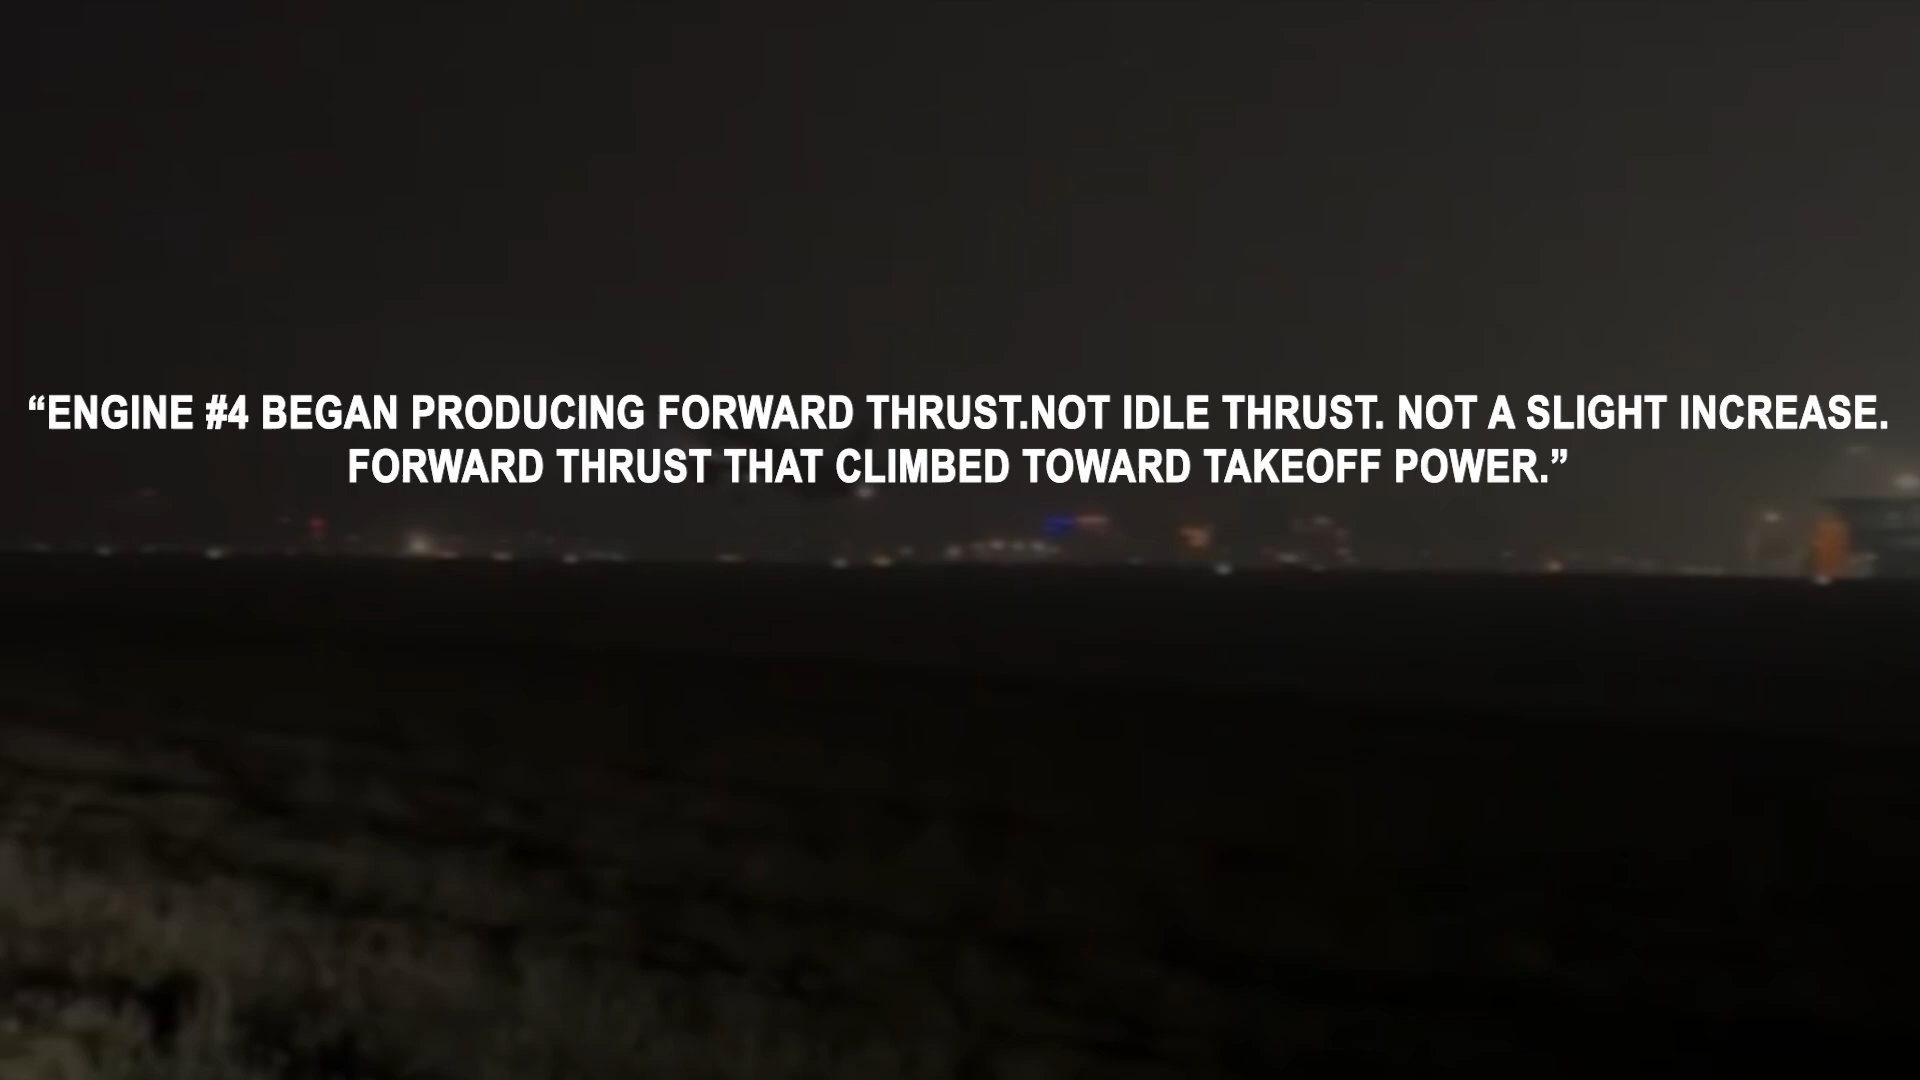 “ENGINE #4 BEGAN PRODUCING FORWARD THRUST.NOT IDLE THRUST. NOT A SLIGHT INCREASE.
FORWARD THRUST THAT CLIMBED TOWARD TAKEOFF POWER.”